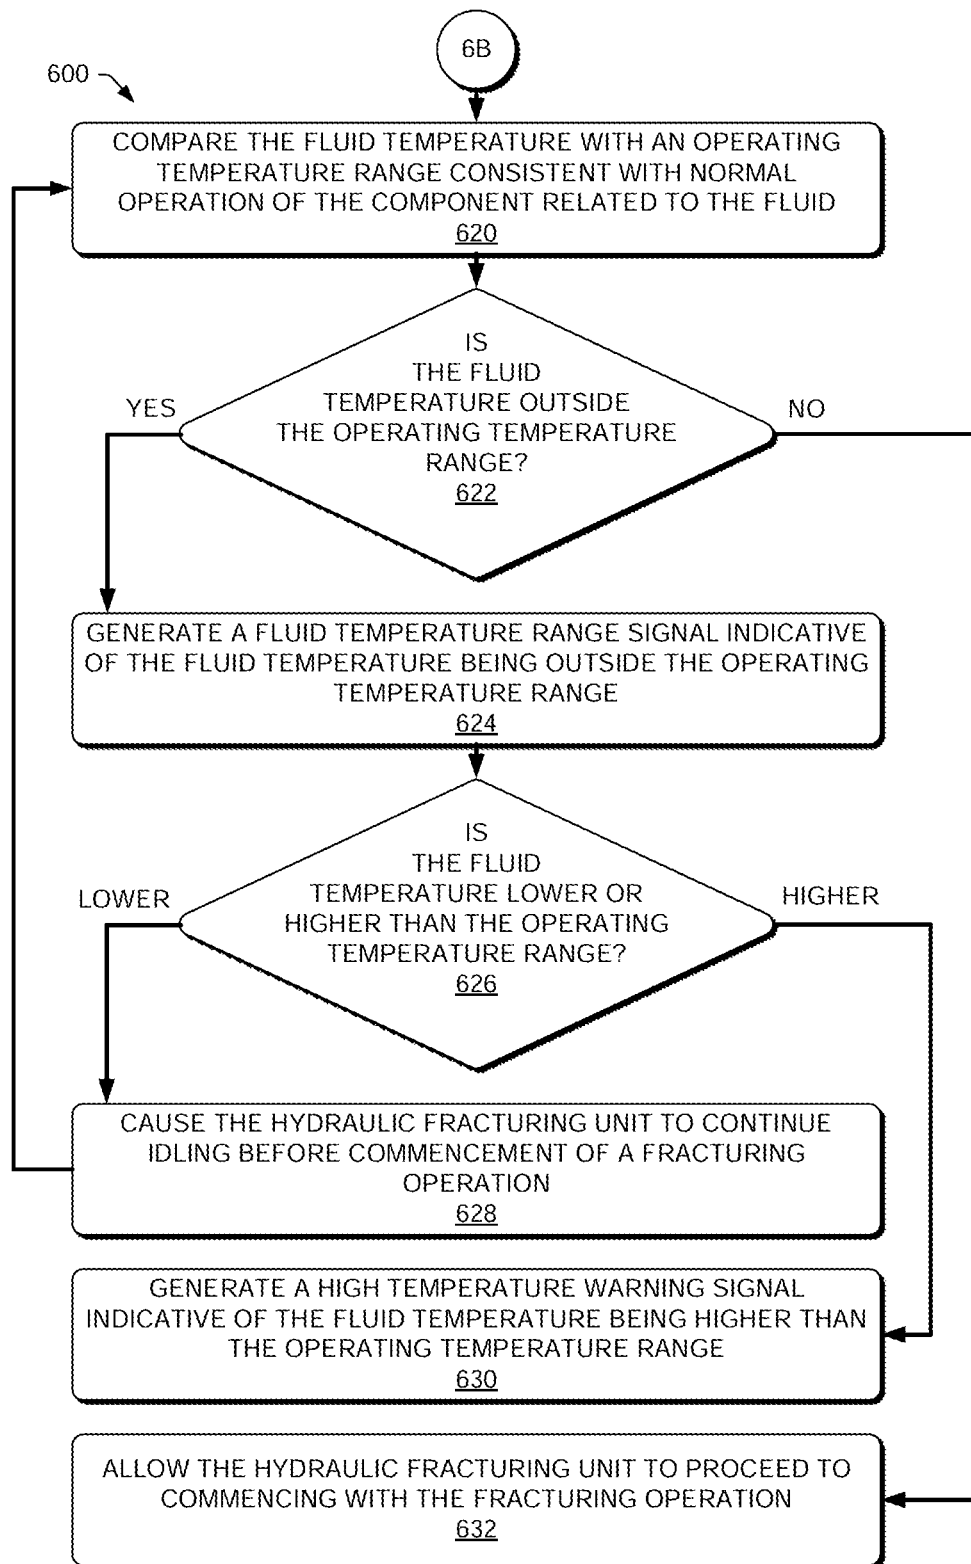 6B
600
COMPARE THE FLUID TEMPERATURE WITH AN OPERATING
TEMPERATURE RANGE CONSISTENT WITH NORMAL
OPERATION OF THE COMPONENT RELATED TO THE FLUID
620
IS
THE FLUID
TEMPERATURE OUTSIDE
THE OPERATING TEMPERATURE
RANGE?
622
YES
NO
GENERATE A FLUID TEMPERATURE RANGE SIGNAL INDICATIVE
OF THE FLUID TEMPERATURE BEING OUTSIDE THE OPERATING
TEMPERATURE RANGE
624
IS
THE FLUID
TEMPERATURE LOWER OR
HIGHER THAN THE OPERATING
TEMPERATURE RANGE?
626
LOWER
HIGHER
CAUSE THE HYDRAULIC FRACTURING UNIT TO CONTINUE
IDLING BEFORE COMMENCEMENT OF A FRACTURING
OPERATION
628
GENERATE A HIGH TEMPERATURE WARNING SIGNAL
INDICATIVE OF THE FLUID TEMPERATURE BEING HIGHER THAN
THE OPERATING TEMPERATURE RANGE
630
ALLOW THE HYDRAULIC FRACTURING UNIT TO PROCEED TO
COMMENCING WITH THE FRACTURING OPERATION
632